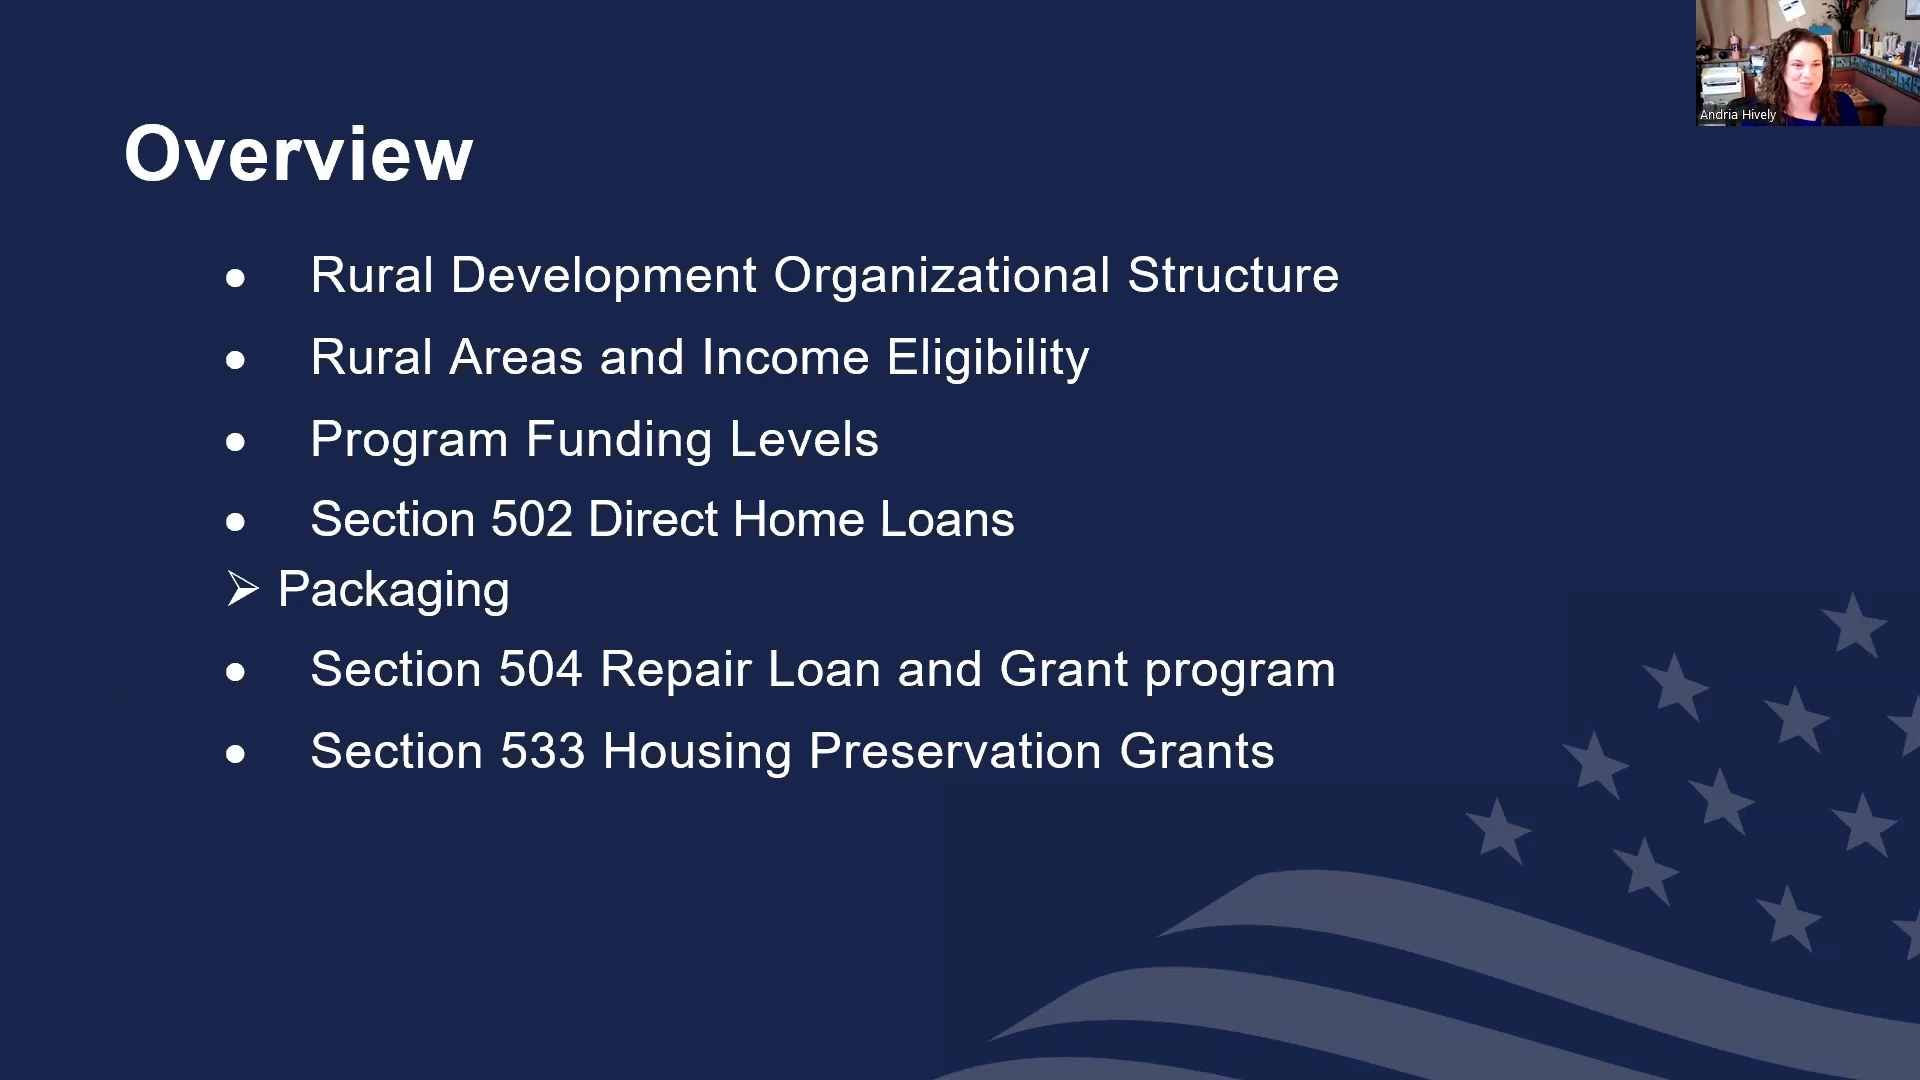 Andria Hively
Overview
• Rural Development Organizational Structure
• Rural Areas and Income Eligibility
• Program Funding Levels
• Section 502 Direct Home Loans
➢ Packaging
• Section 504 Repair Loan and Grant program
• Section 533 Housing Preservation Grants